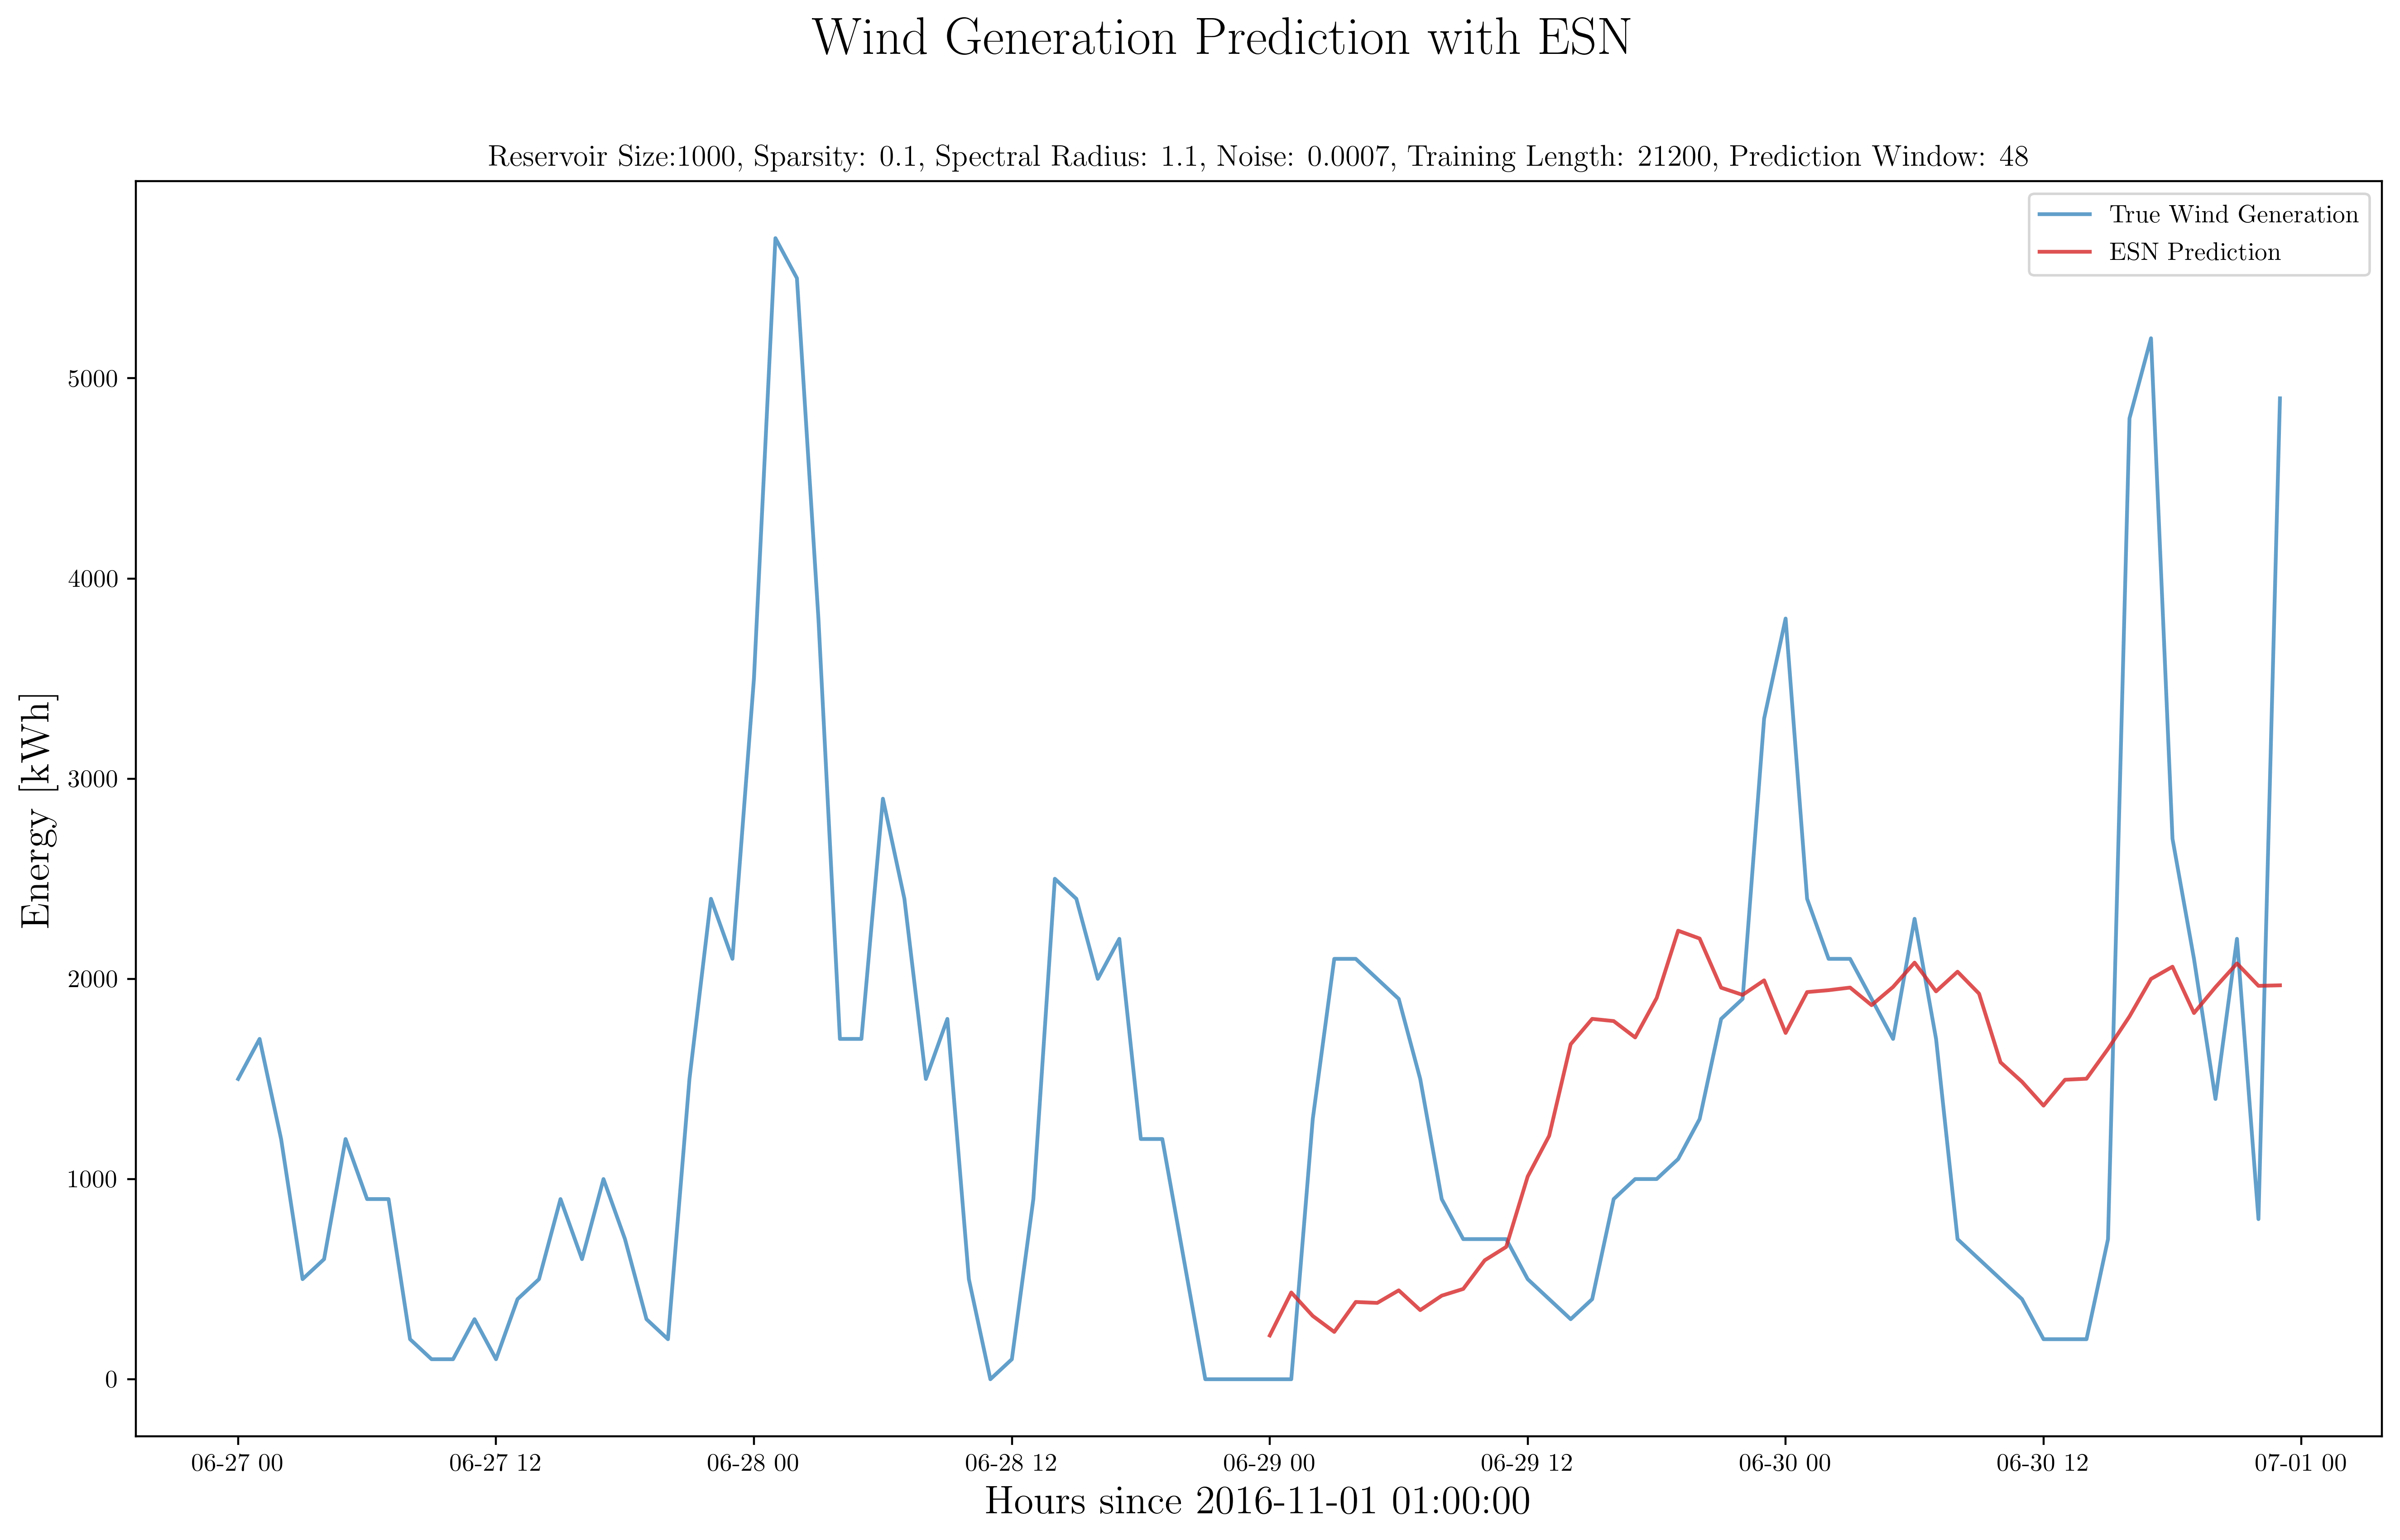 Wind Generation Prediction with ESN
Reservoir Size:1000, Sparsity: 0.1, Spectral Radius: 1.1, Noise: 0.0007, Training Length: 21200, Prediction Window: 48
True Wind Generation
ESN Prediction
Energy [kWh]
5000
4000
3000
2000
1000
0
06-27 00 06-27 12 06-28 00 06-28 12 06-29 00 06-29 12 06-30 00 06-30 12 07-01 00
Hours since 2016-11-01 01:00:00